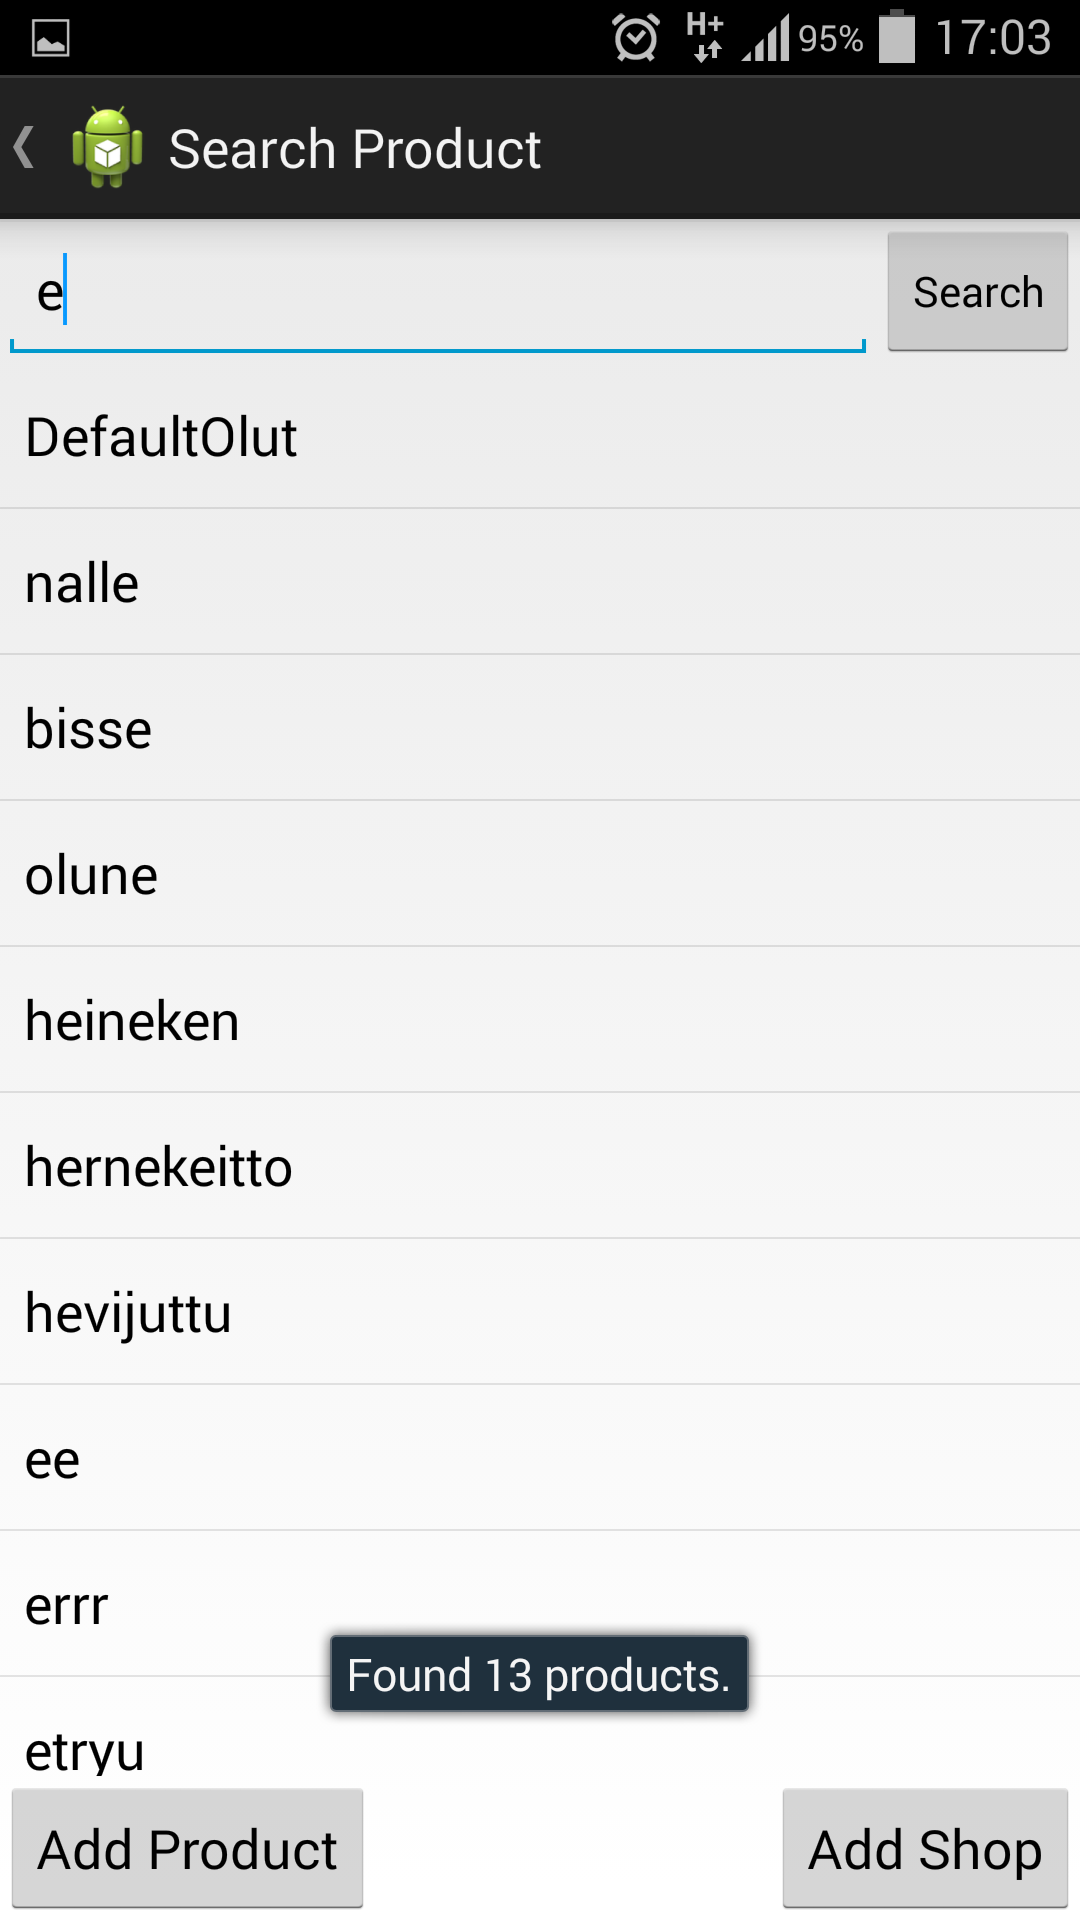 H+ 95% 17:03
Search Product
e Search
DefaultOlut
nalle
bisse
olune
heineken
hernekeitto
hevijuttu
ee
errr
Found 13 products.
etryu
Add Product Add Shop